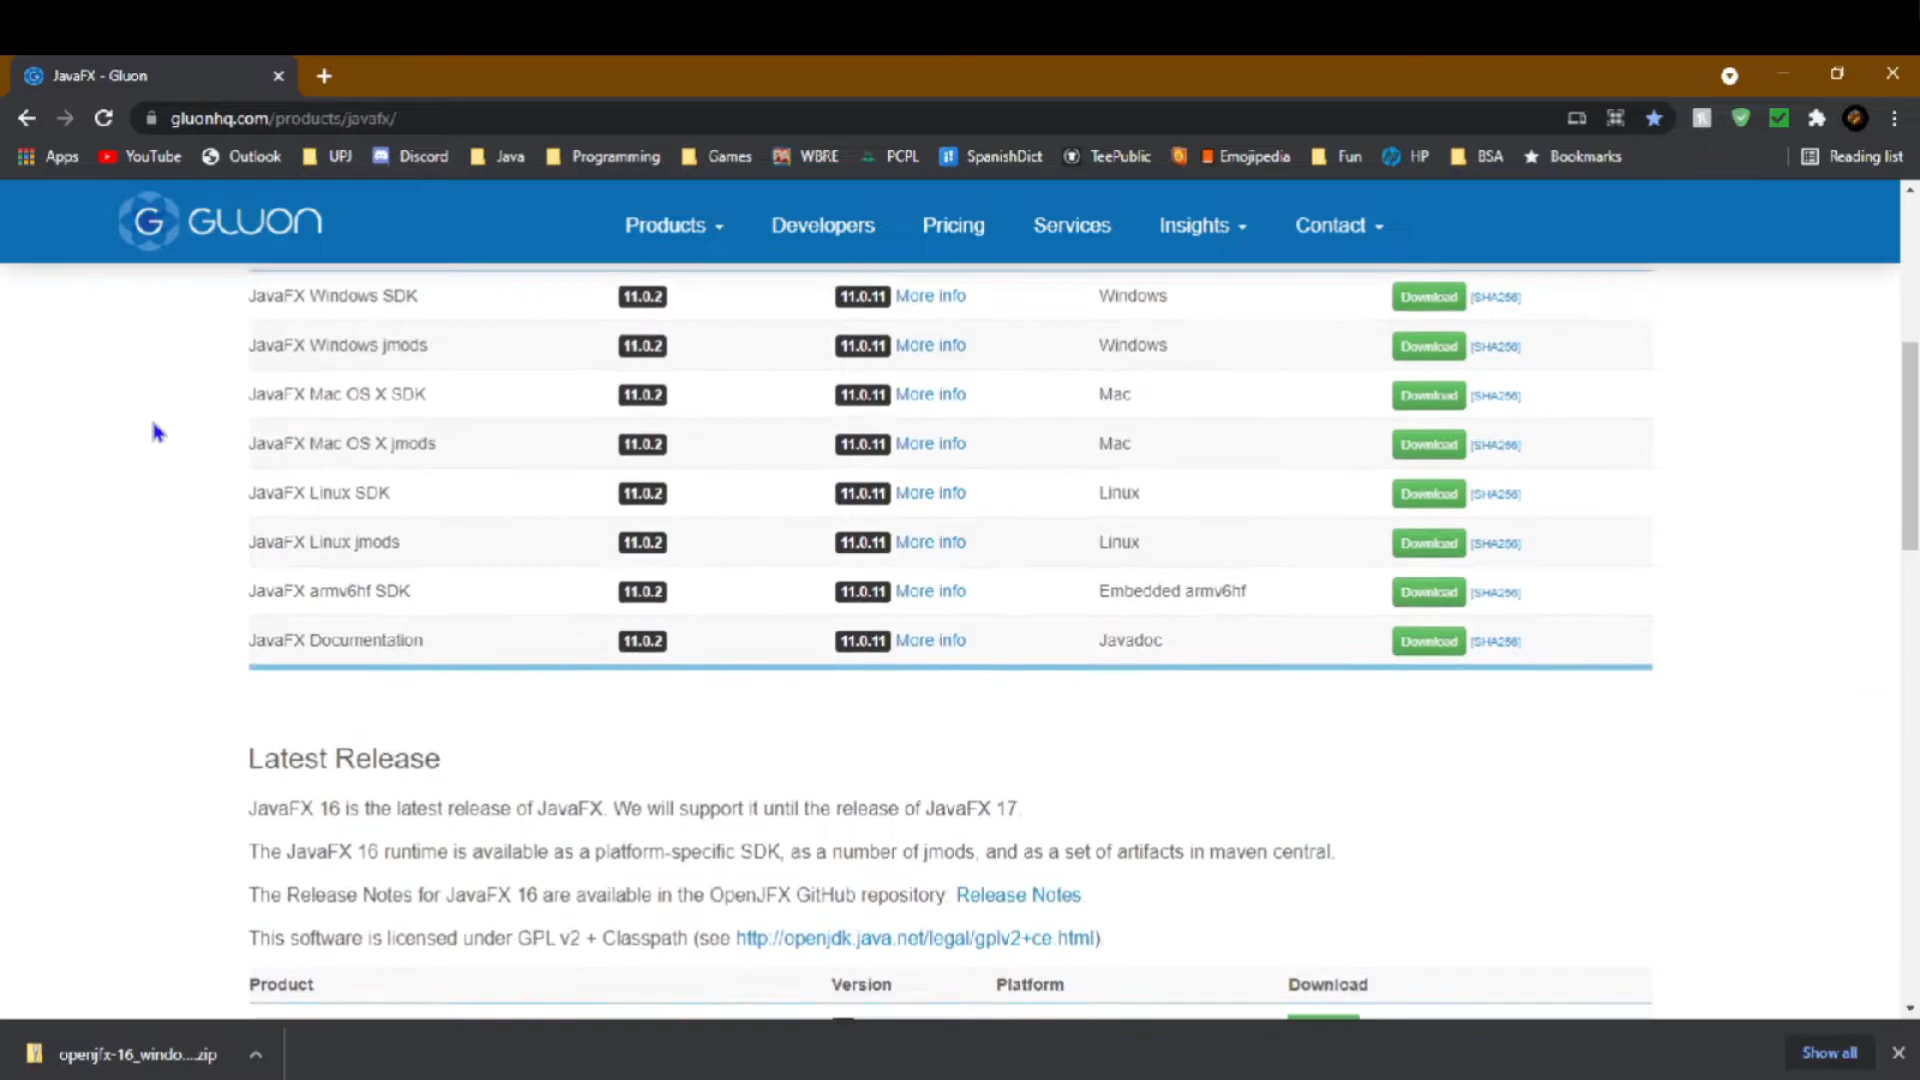 JavaFX - Gluon
gluonhq.com/products/javafx/
Apps YouTube Outlook UPJ Discord Java Programming Games WBRE PCPL SpanishDict TeePublic Emojipedia Fun HP BSA Bookmarks Reading list
GLUON Products Developers Pricing Services Insights Contact
JavaFX Windows SDK 11.0.2 11.0.11 More info Windows Download [SHA256]
JavaFX Windows jmods 11.0.2 11.0.11 More info Windows Download [SHA256]
JavaFX Mac OS X SDK 11.0.2 11.0.11 More info Mac Download [SHA256]
JavaFX Mac OS X jmods 11.0.2 11.0.11 More info Mac Download [SHA256]
JavaFX Linux SDK 11.0.2 11.0.11 More info Linux Download [SHA256]
JavaFX Linux jmods 11.0.2 11.0.11 More info Linux Download [SHA256]
JavaFX armv6hf SDK 11.0.2 11.0.11 More info Embedded armv6hf Download [SHA256]
JavaFX Documentation 11.0.2 11.0.11 More info Javadoc Download [SHA256]
Latest Release
JavaFX 16 is the latest release of JavaFX. We will support it until the release of JavaFX 17.
The JavaFX 16 runtime is available as a platform-specific SDK, as a number of jmods, and as a set of artifacts in maven central.
The Release Notes for JavaFX 16 are available in the OpenJFX GitHub repository: Release Notes
This software is licensed under GPL v2 + Classpath (see http://openjdk.java.net/legal/gplv2+ce.html).
Product Version Platform Download
openjfx-16_windo....zip Show all